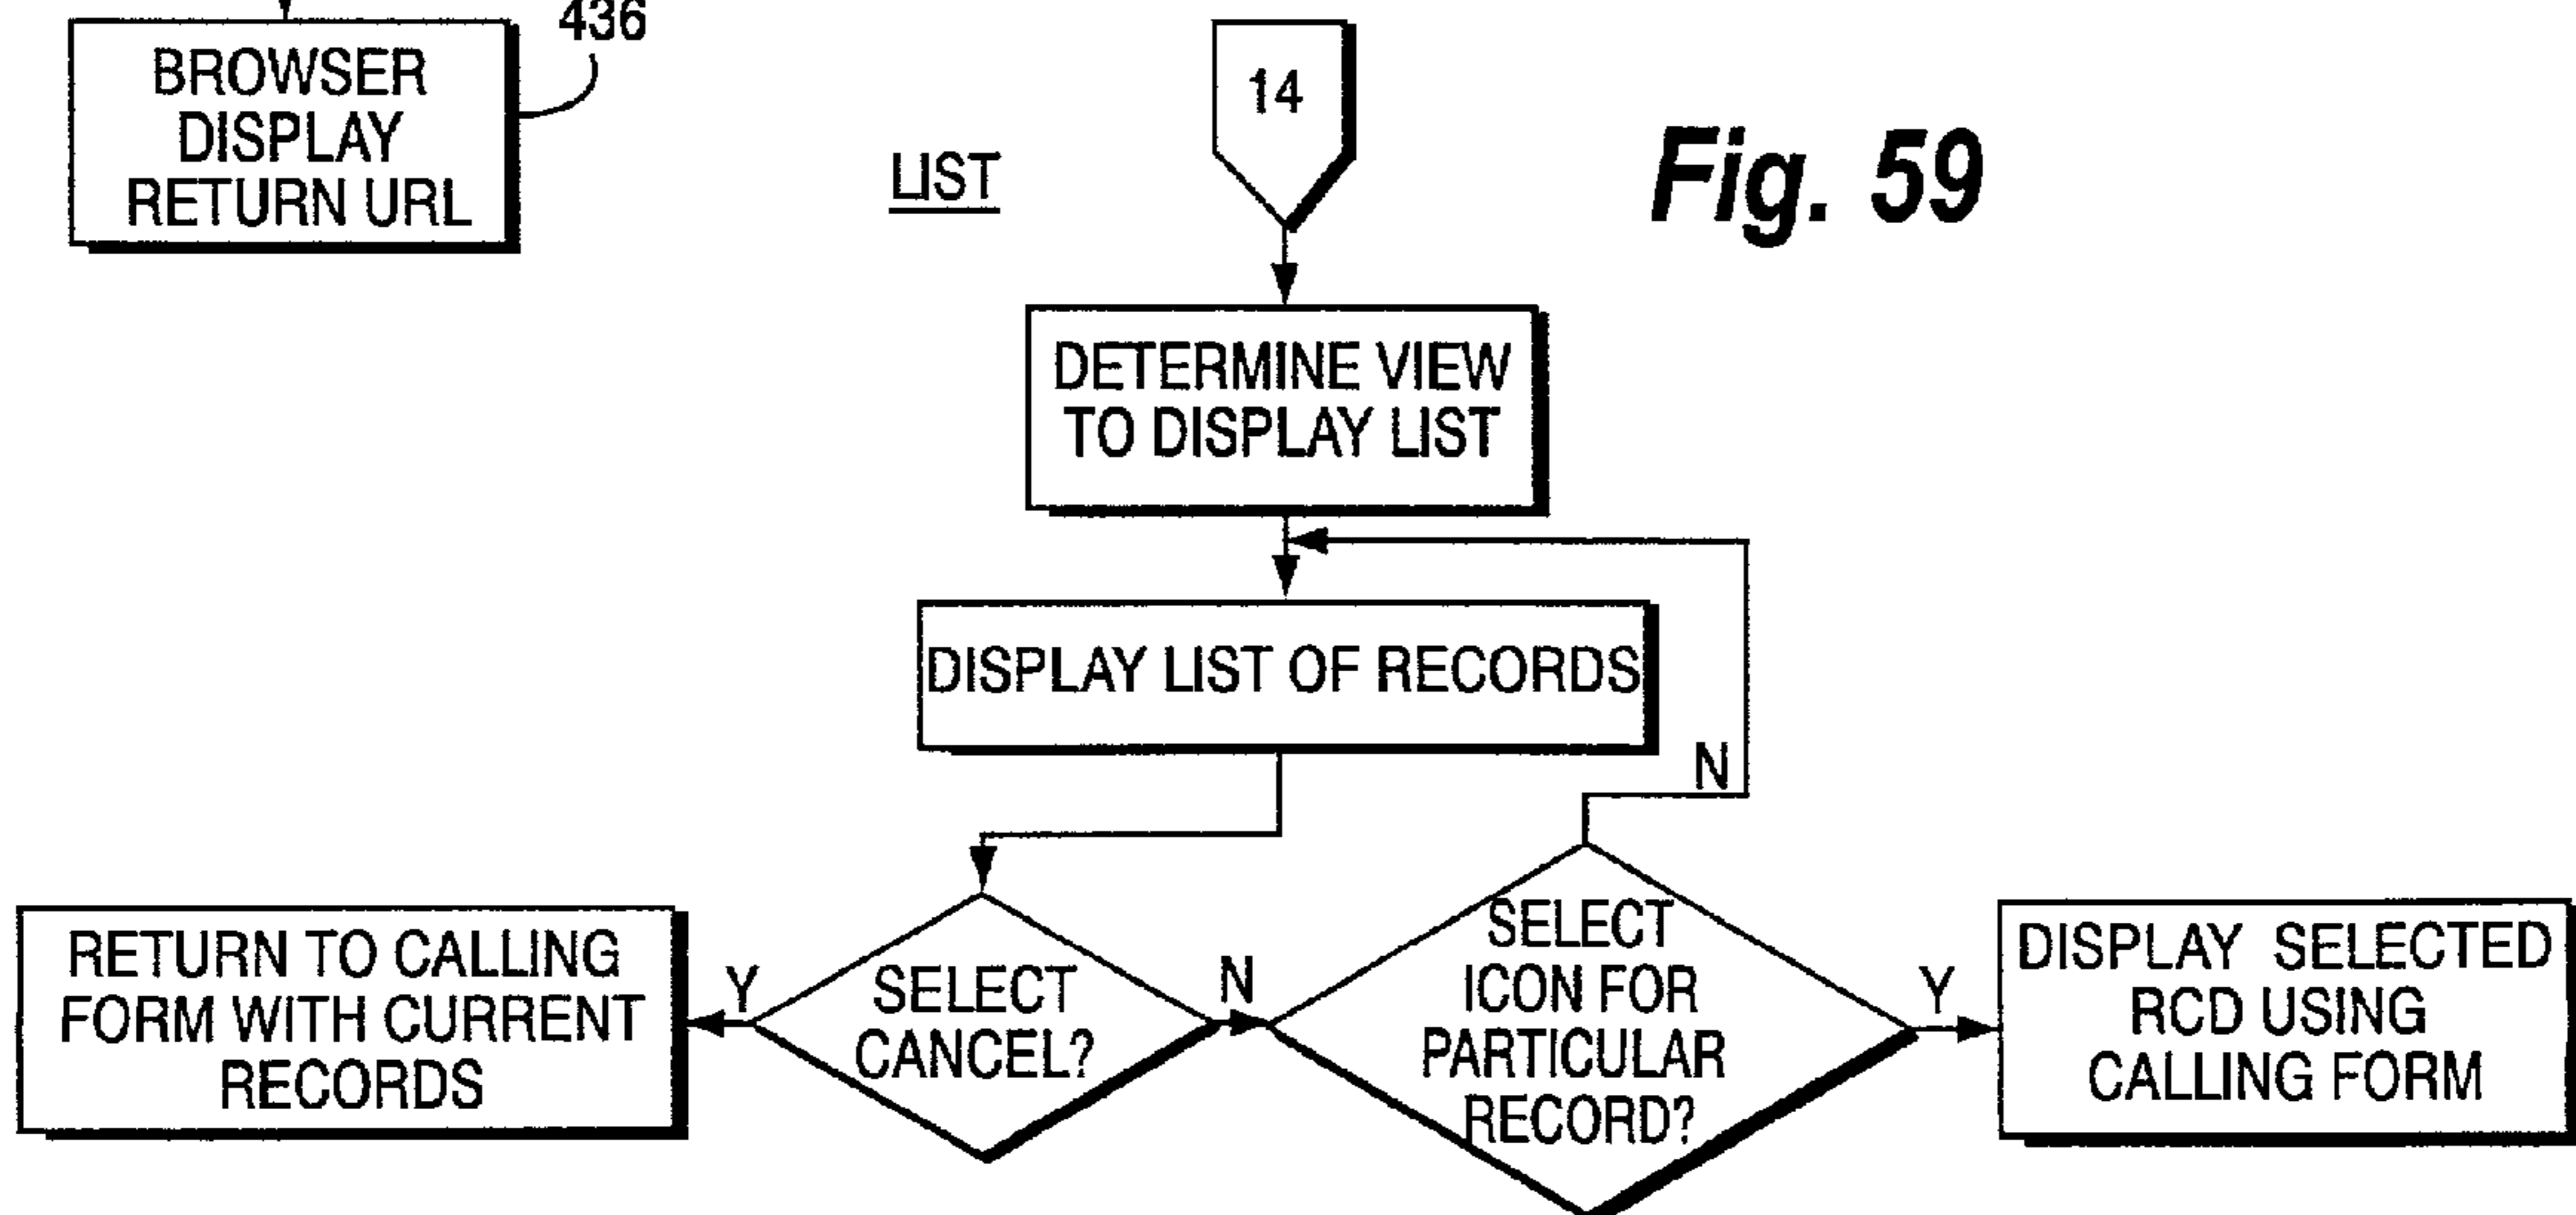 436
BROWSER
DISPLAY
RETURN URL
14
LIST
Fig. 59
DETERMINE VIEW
TO DISPLAY LIST
DISPLAY LIST OF RECORDS
N
RETURN TO CALLING
FORM WITH CURRENT
RECORDS
Y
SELECT
CANCEL?
N
SELECT
ICON FOR
PARTICULAR
RECORD?
Y
DISPLAY SELECTED
RCD USING
CALLING FORM